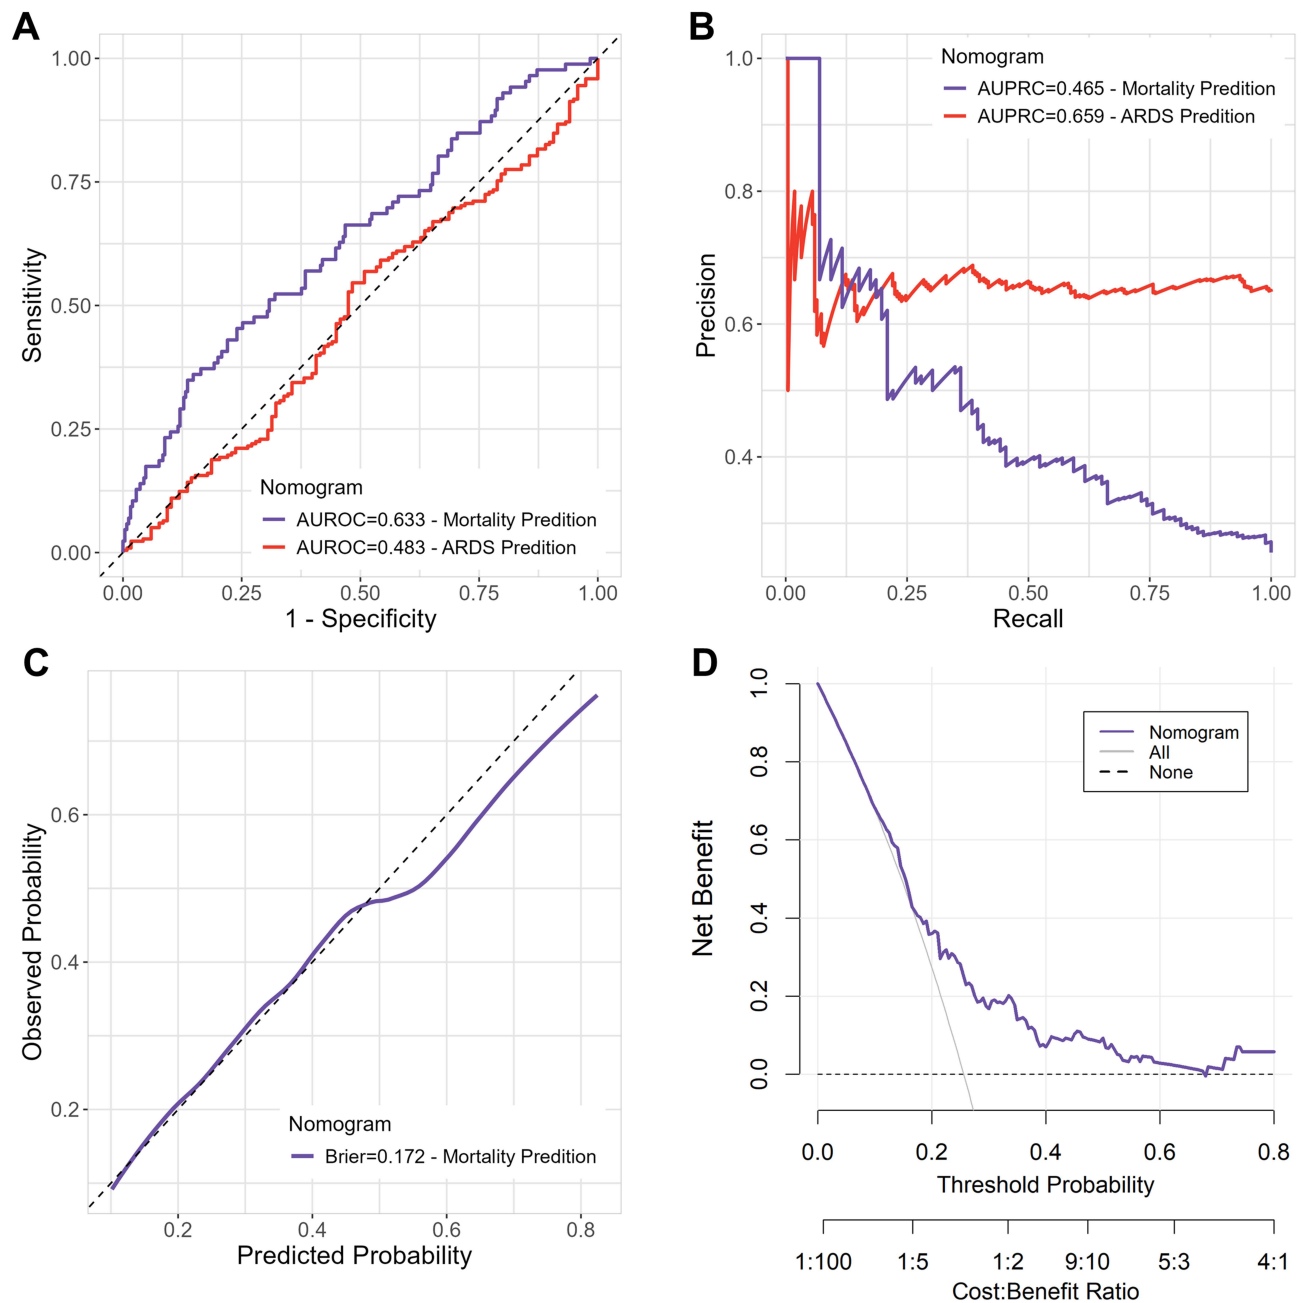 A
1.00
0.75
0.50
0.25
0.00
Sensitivity
Nomogram
AUROC=0.633 - Mortality Predition
AUROC=0.483 - ARDS Predition
0.00 0.25 0.50 0.75 1.00
1 - Specificity
B
1.0
0.8
0.6
0.4
Precision
Nomogram
AUPRC=0.465 - Mortality Predition
AUPRC=0.659 - ARDS Predition
0.00 0.25 0.50 0.75 1.00
Recall
C
0.6
0.4
0.2
Observed Probability
Nomogram
Brier=0.172 - Mortality Predition
0.2 0.4 0.6 0.8
Predicted Probability
D
1.0
0.8
0.6
0.4
0.2
0.0
Net Benefit
Nomogram
All
None
0.0 0.2 0.4 0.6 0.8
Threshold Probability
1:100 1:5 1:2 9:10 5:3 4:1
Cost:Benefit Ratio